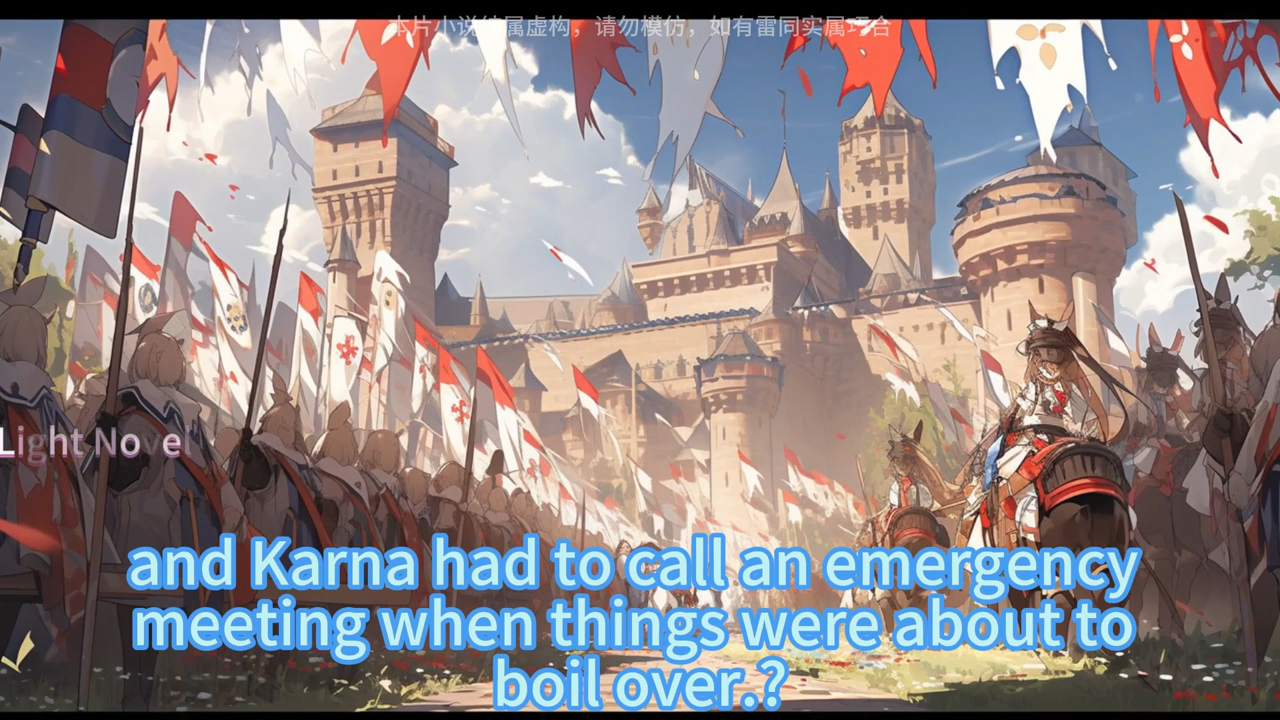 本片小说纯属虚构，请勿模仿，如有雷同实属巧合
Light Novel
and Karna had to call an emergency
meeting when things were about to
boil over.?